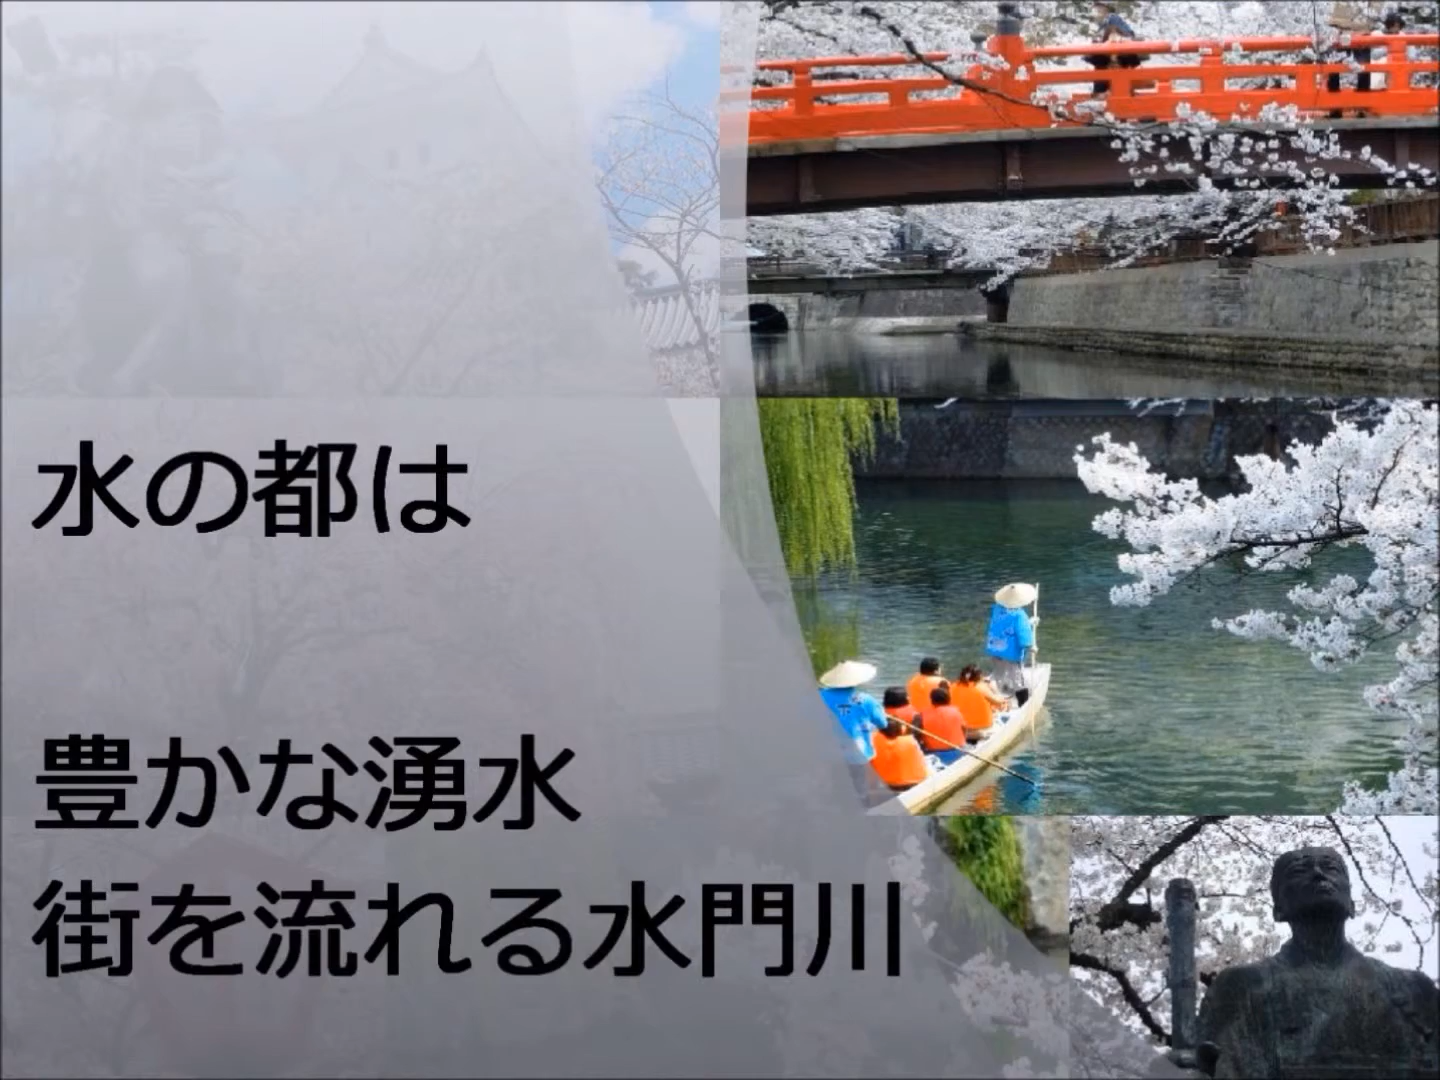 水の都は
豊かな湧水
街を流れる水門川